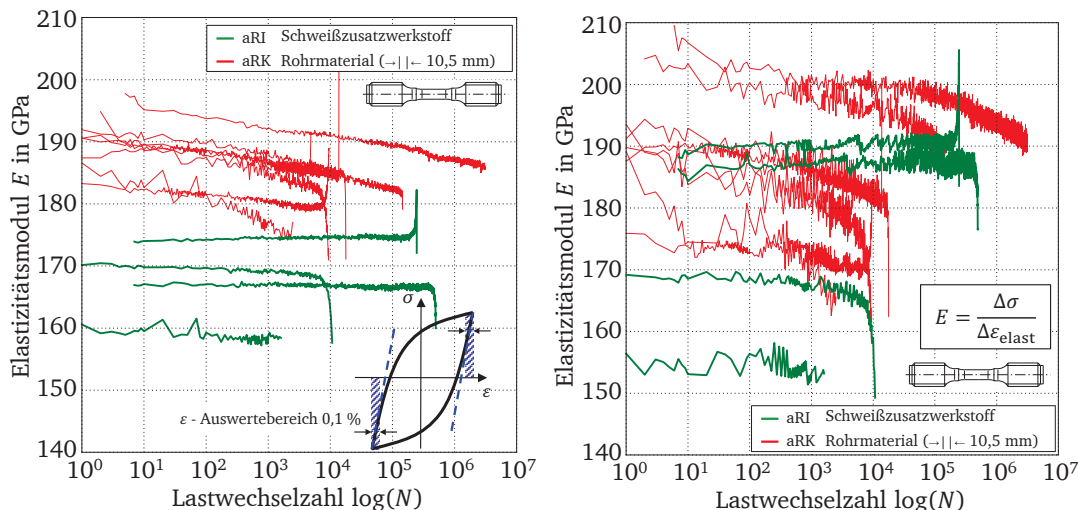 210
200
190
180
170
160
150
140
Elastizitätsmodul E in GPa
aRI Schweißzusatzwerkstoff
aRK Rohrmaterial (→||← 10,5 mm)
σ
ε
ε - Auswertebereich 0,1 %
10⁰ 10¹ 10² 10³ 10⁴ 10⁵ 10⁶ 10⁷
Lastwechselzahl log(N)
210
200
190
180
170
160
150
140
Elastizitätsmodul E in GPa
E = Δσ / Δε_elast
aRI Schweißzusatzwerkstoff
aRK Rohrmaterial (→||← 10,5 mm)
10⁰ 10¹ 10² 10³ 10⁴ 10⁵ 10⁶ 10⁷
Lastwechselzahl log(N)